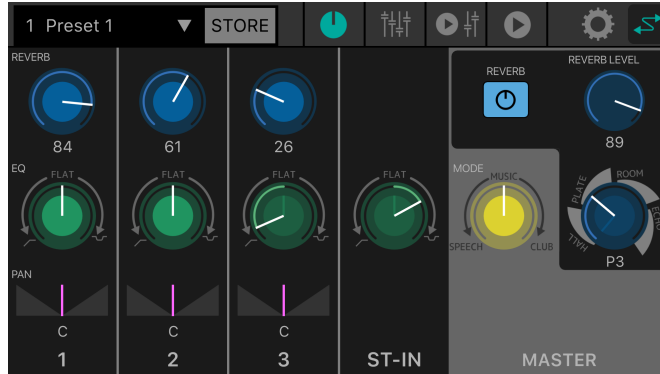 1 Preset 1 ▼ STORE
REVERB
84
61
26
REVERB
REVERB LEVEL
89
EQ
FLAT
FLAT
FLAT
FLAT
MODE
MUSIC
SPEECH
CLUB
HALL
PLATE
ROOM
ECHO
P3
PAN
C
C
C
1
2
3
ST-IN
MASTER